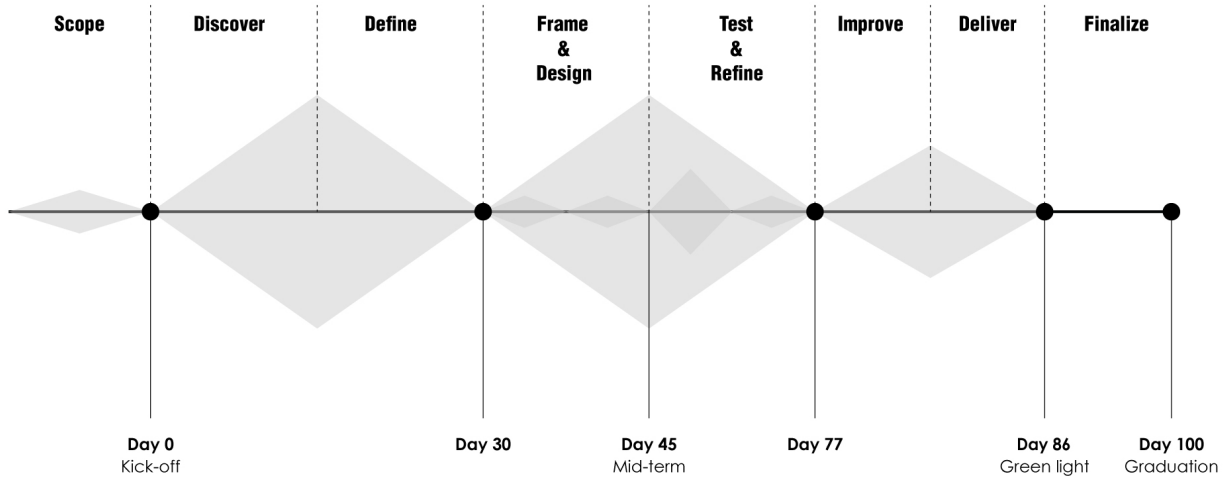 Scope
Discover
Define
Frame
&
Design
Test
&
Refine
Improve
Deliver
Finalize
Day 0
Kick-off
Day 30
Day 45
Mid-term
Day 77
Day 86
Green light
Day 100
Graduation